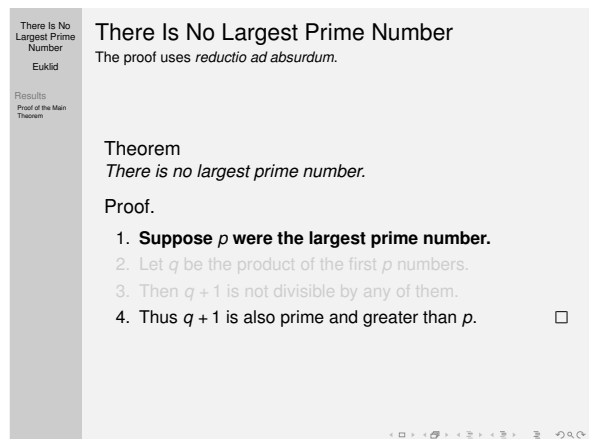 There Is No
Largest Prime
Number
Euklid
Results
Proof of the Main
Theorem
There Is No Largest Prime Number
The proof uses reductio ad absurdum.
Theorem
There is no largest prime number.
Proof.
1. Suppose p were the largest prime number.
2. Let q be the product of the first p numbers.
3. Then q + 1 is not divisible by any of them.
4. Thus q + 1 is also prime and greater than p. □